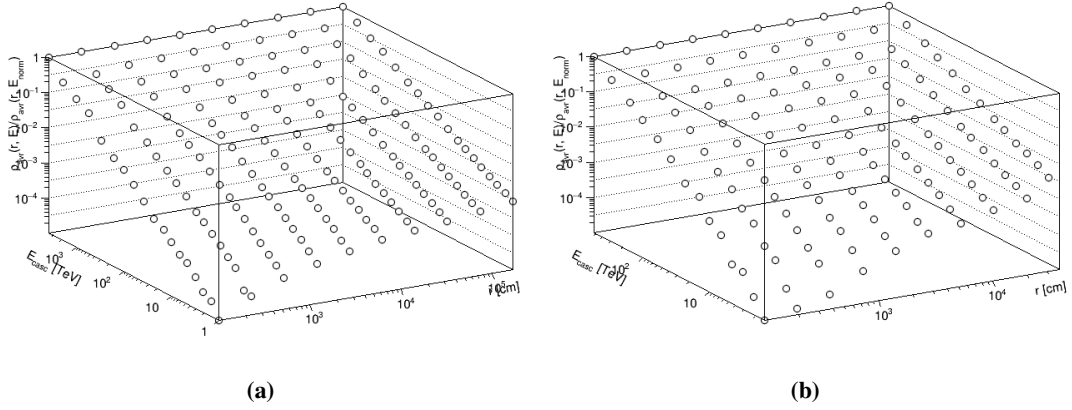 ρ_avr(r, E)/ρ_avr(r, E_norm)
1
10⁻¹
10⁻²
10⁻³
10⁻⁴
10³
10²
10
1
E_casc [TeV]
10³
10⁴
10⁵
r [cm]
(a)
ρ_avr(r, E)/ρ_avr(r, E_norm)
1
10⁻¹
10⁻²
10⁻³
10⁻⁴
10²
10
E_casc [TeV]
10³
10⁴
r [cm]
(b)